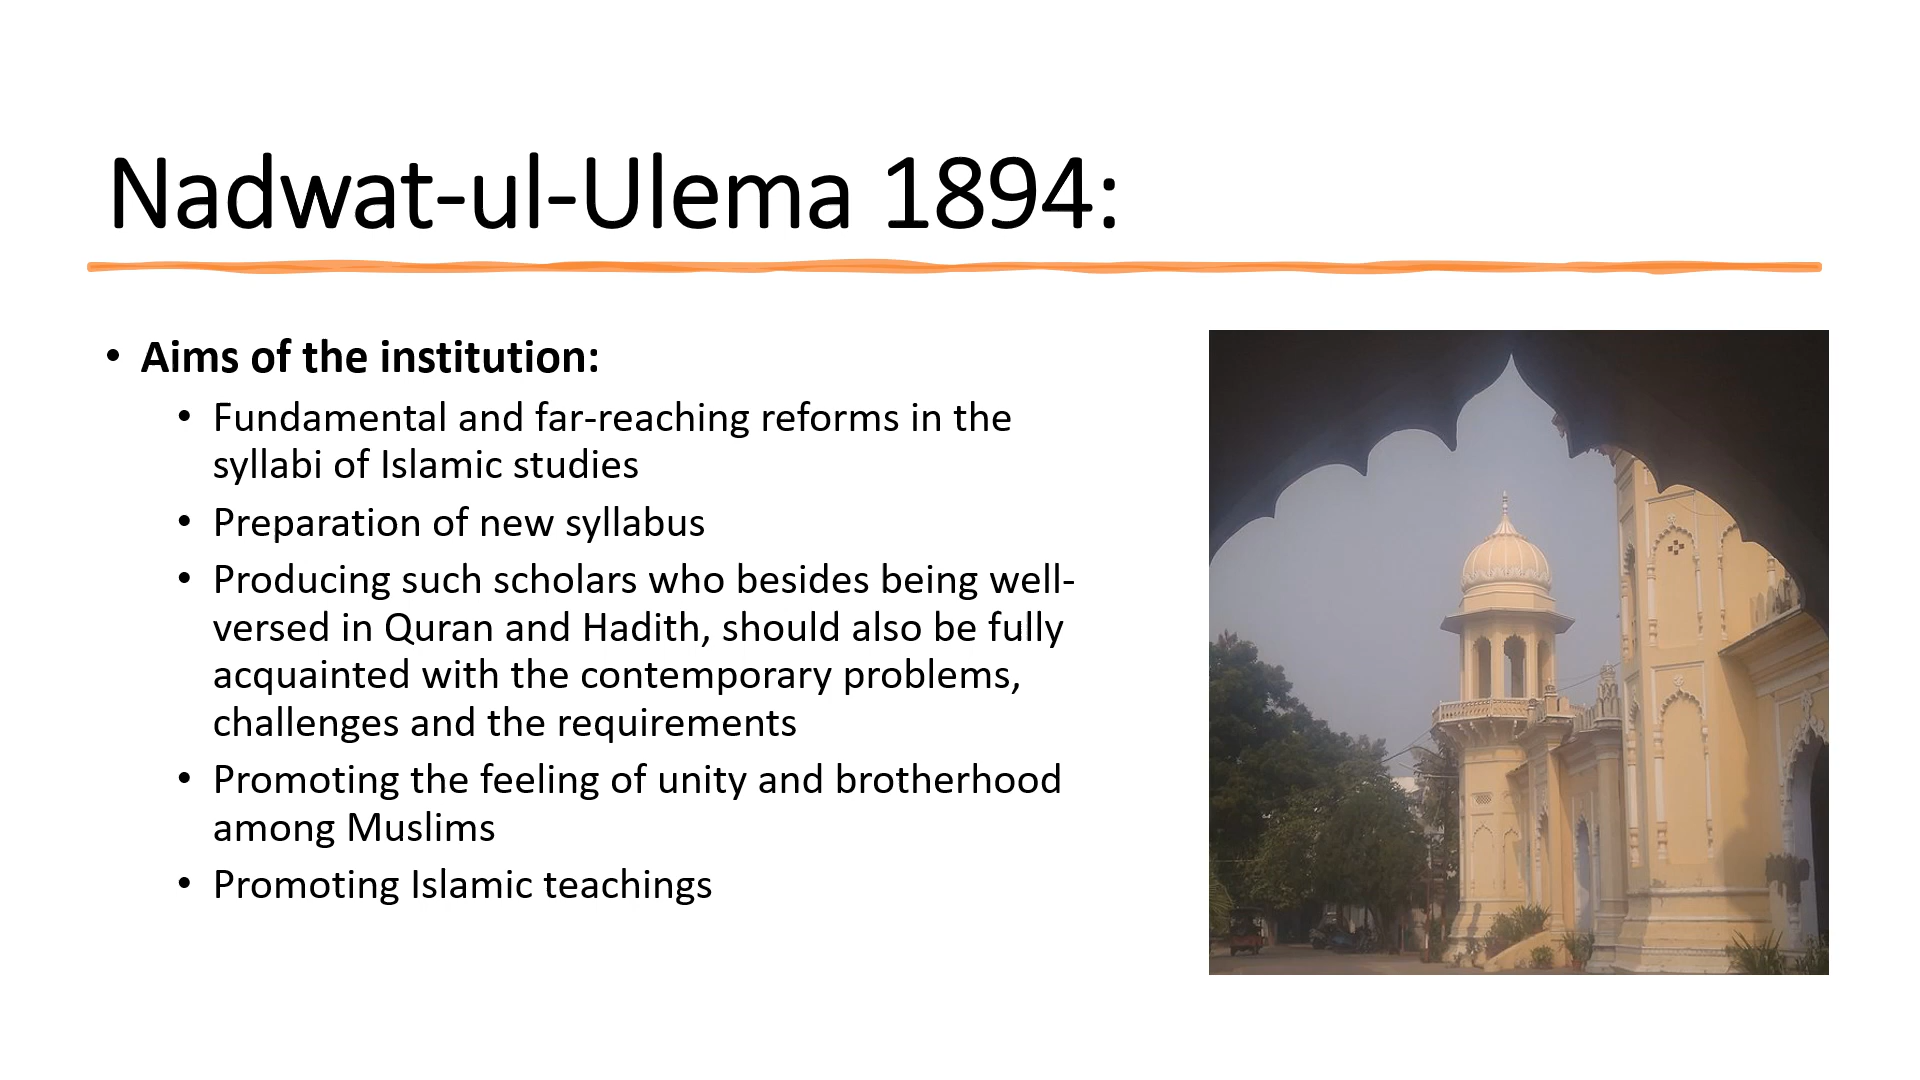 Nadwat-ul-Ulema 1894:
• Aims of the institution:
• Fundamental and far-reaching reforms in the
syllabi of Islamic studies
• Preparation of new syllabus
• Producing such scholars who besides being well-
versed in Quran and Hadith, should also be fully
acquainted with the contemporary problems,
challenges and the requirements
• Promoting the feeling of unity and brotherhood
among Muslims
• Promoting Islamic teachings